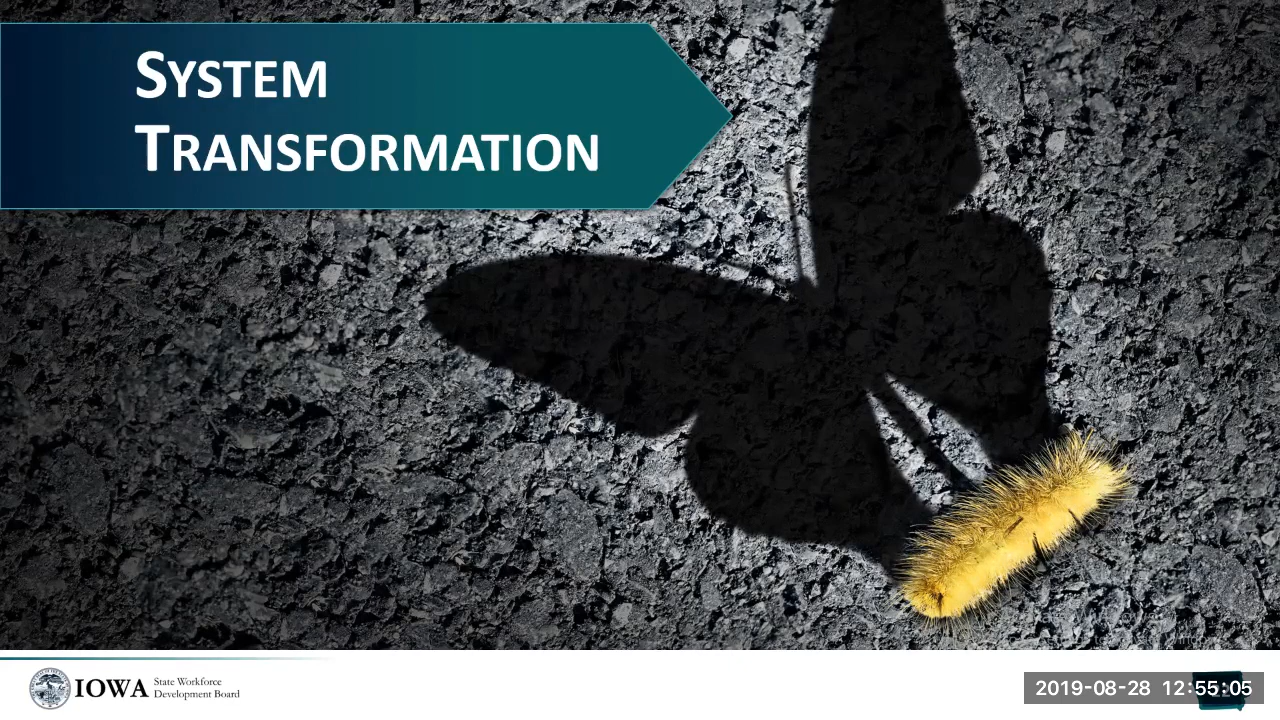 SYSTEM
TRANSFORMATION
IOWA
State Workforce
Development Board
2019-08-28 12:55:05